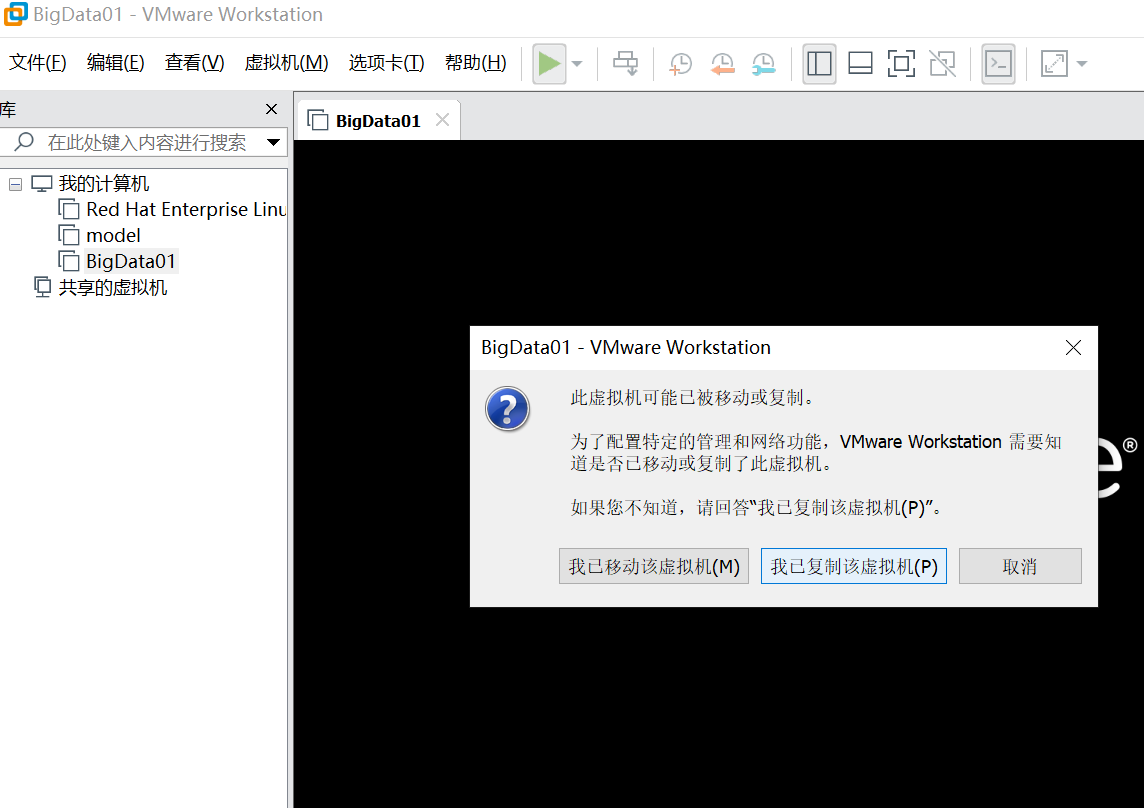 BigData01 - VMware Workstation
文件(F) 编辑(E) 查看(V) 虚拟机(M) 选项卡(T) 帮助(H)
库
在此处键入内容进行搜索
BigData01
我的计算机
Red Hat Enterprise Linu
model
BigData01
共享的虚拟机
BigData01 - VMware Workstation
此虚拟机可能已被移动或复制。
为了配置特定的管理和网络功能，VMware Workstation 需要知
道是否已移动或复制了此虚拟机。
如果您不知道，请回答“我已复制该虚拟机(P)”。
我已移动该虚拟机(M) 我已复制该虚拟机(P) 取消
e®